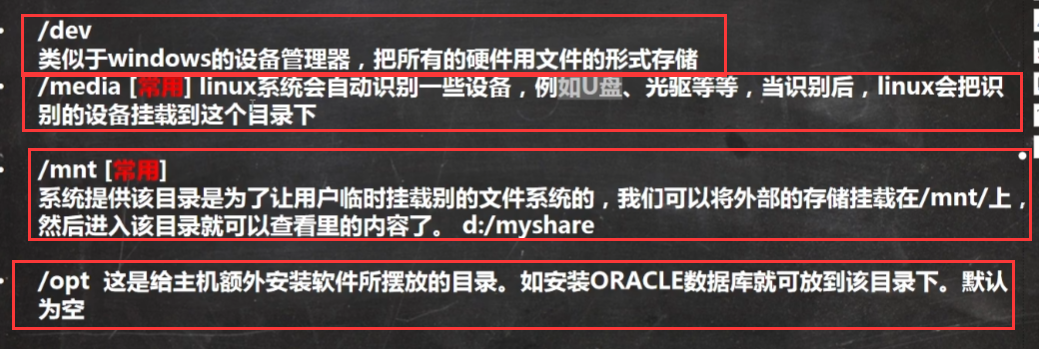 /dev
类似于windows的设备管理器，把所有的硬件用文件的形式存储
/media [常用] linux系统会自动识别一些设备，例如U盘、光驱等等，当识别后，linux会把识
别的设备挂载到这个目录下
/mnt [常用]
系统提供该目录是为了让用户临时挂载别的文件系统的，我们可以将外部的存储挂载在/mnt/上，
然后进入该目录就可以查看里的内容了。 d:/myshare
/opt 这是给主机额外安装软件所摆放的目录。如安装ORACLE数据库就可放到该目录下。默认
为空